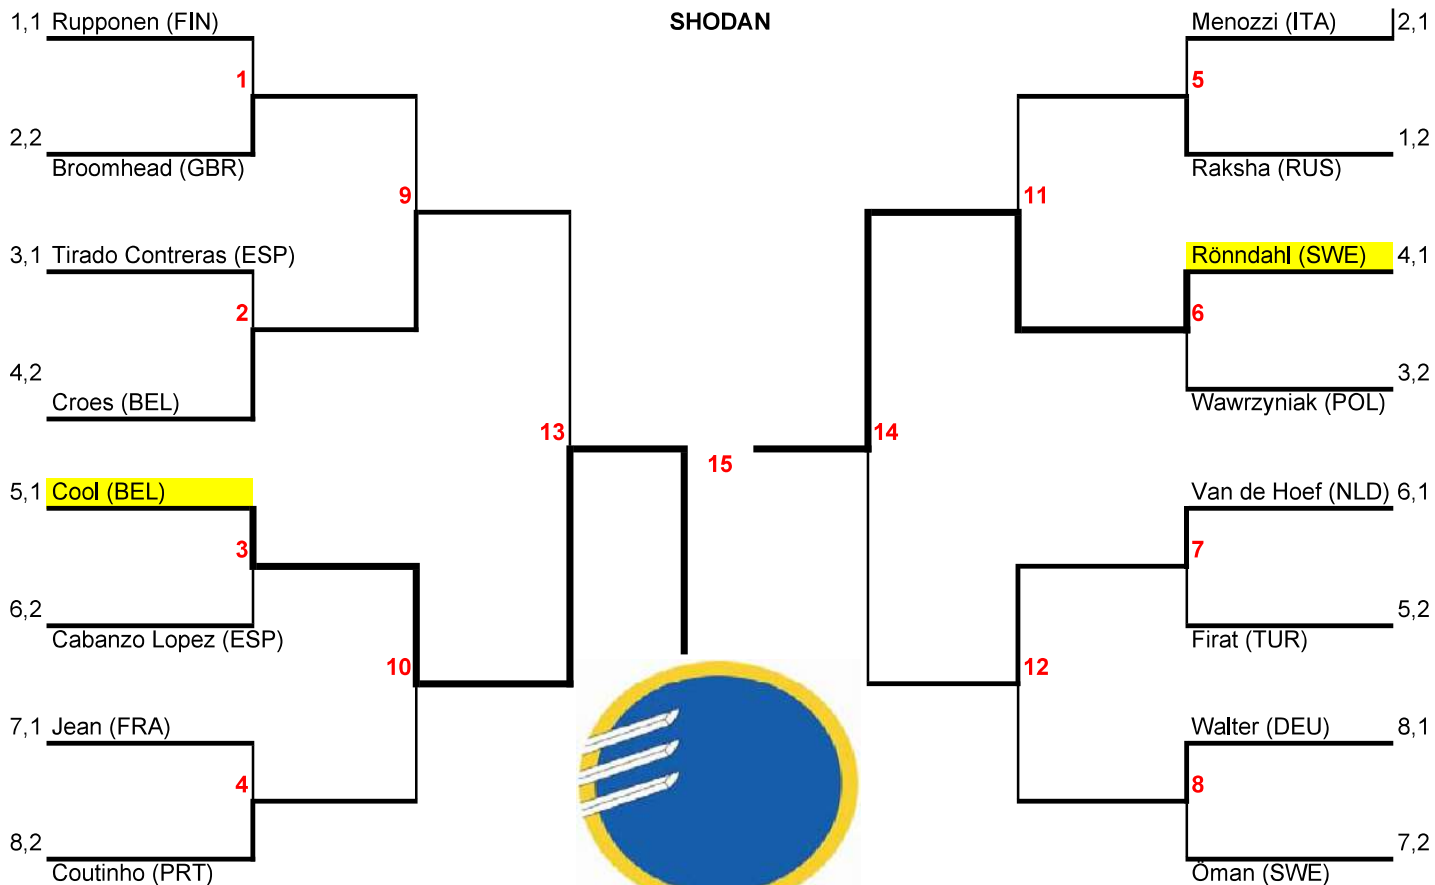 SHODAN
1,1 Rupponen (FIN)
1
2,2
Broomhead (GBR)
9
3,1 Tirado Contreras (ESP)
2
4,2
Croes (BEL)
13
5,1 Cool (BEL)
3
6,2
Cabanzo Lopez (ESP)
10
7,1 Jean (FRA)
4
8,2
Coutinho (PRT)
15
Menozzi (ITA) 2,1
5
1,2
Raksha (RUS)
11
Rönndahl (SWE) 4,1
6
3,2
Wawrzyniak (POL)
14
Van de Hoef (NLD) 6,1
7
5,2
Firat (TUR)
12
Walter (DEU) 8,1
8
7,2
Öman (SWE)